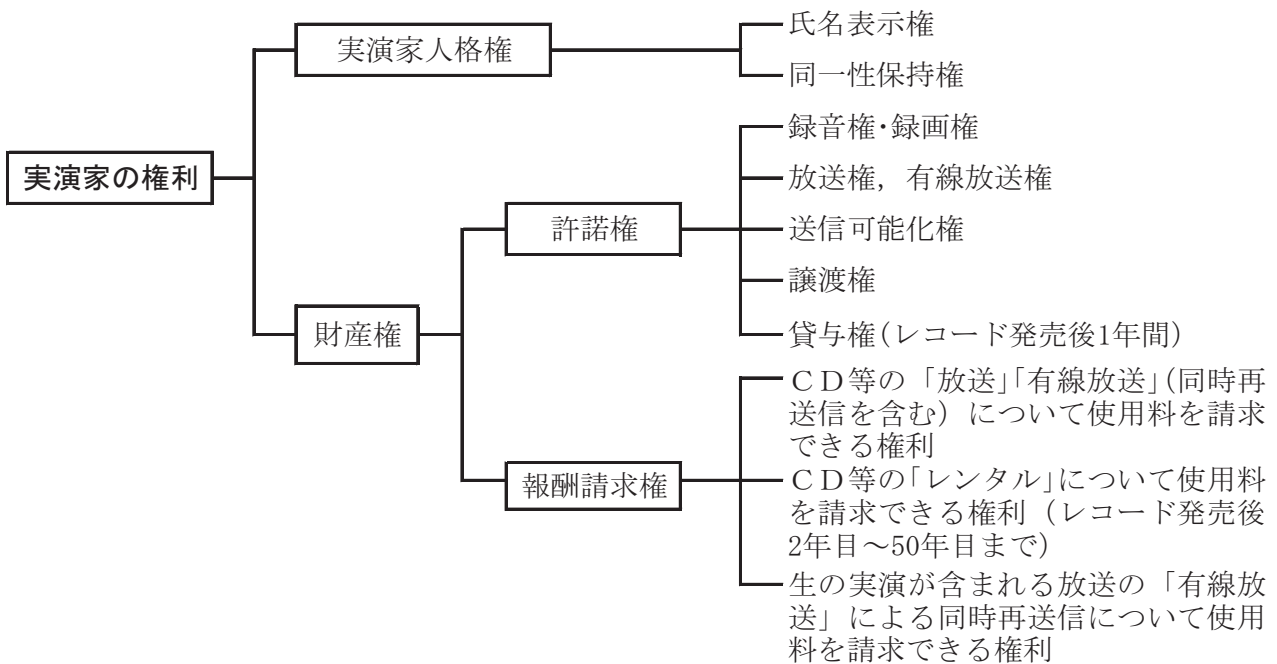 実演家の権利
実演家人格権
氏名表示権
同一性保持権
財産権
許諾権
録音権・録画権
放送権，有線放送権
送信可能化権
譲渡権
貸与権（レコード発売後1年間）
報酬請求権
ＣＤ等の「放送」「有線放送」（同時再
送信を含む）について使用料を請求
できる権利
ＣＤ等の「レンタル」について使用料
を請求できる権利（レコード発売後
2年目～50年目まで）
生の実演が含まれる放送の「有線放
送」による同時再送信について使用
料を請求できる権利